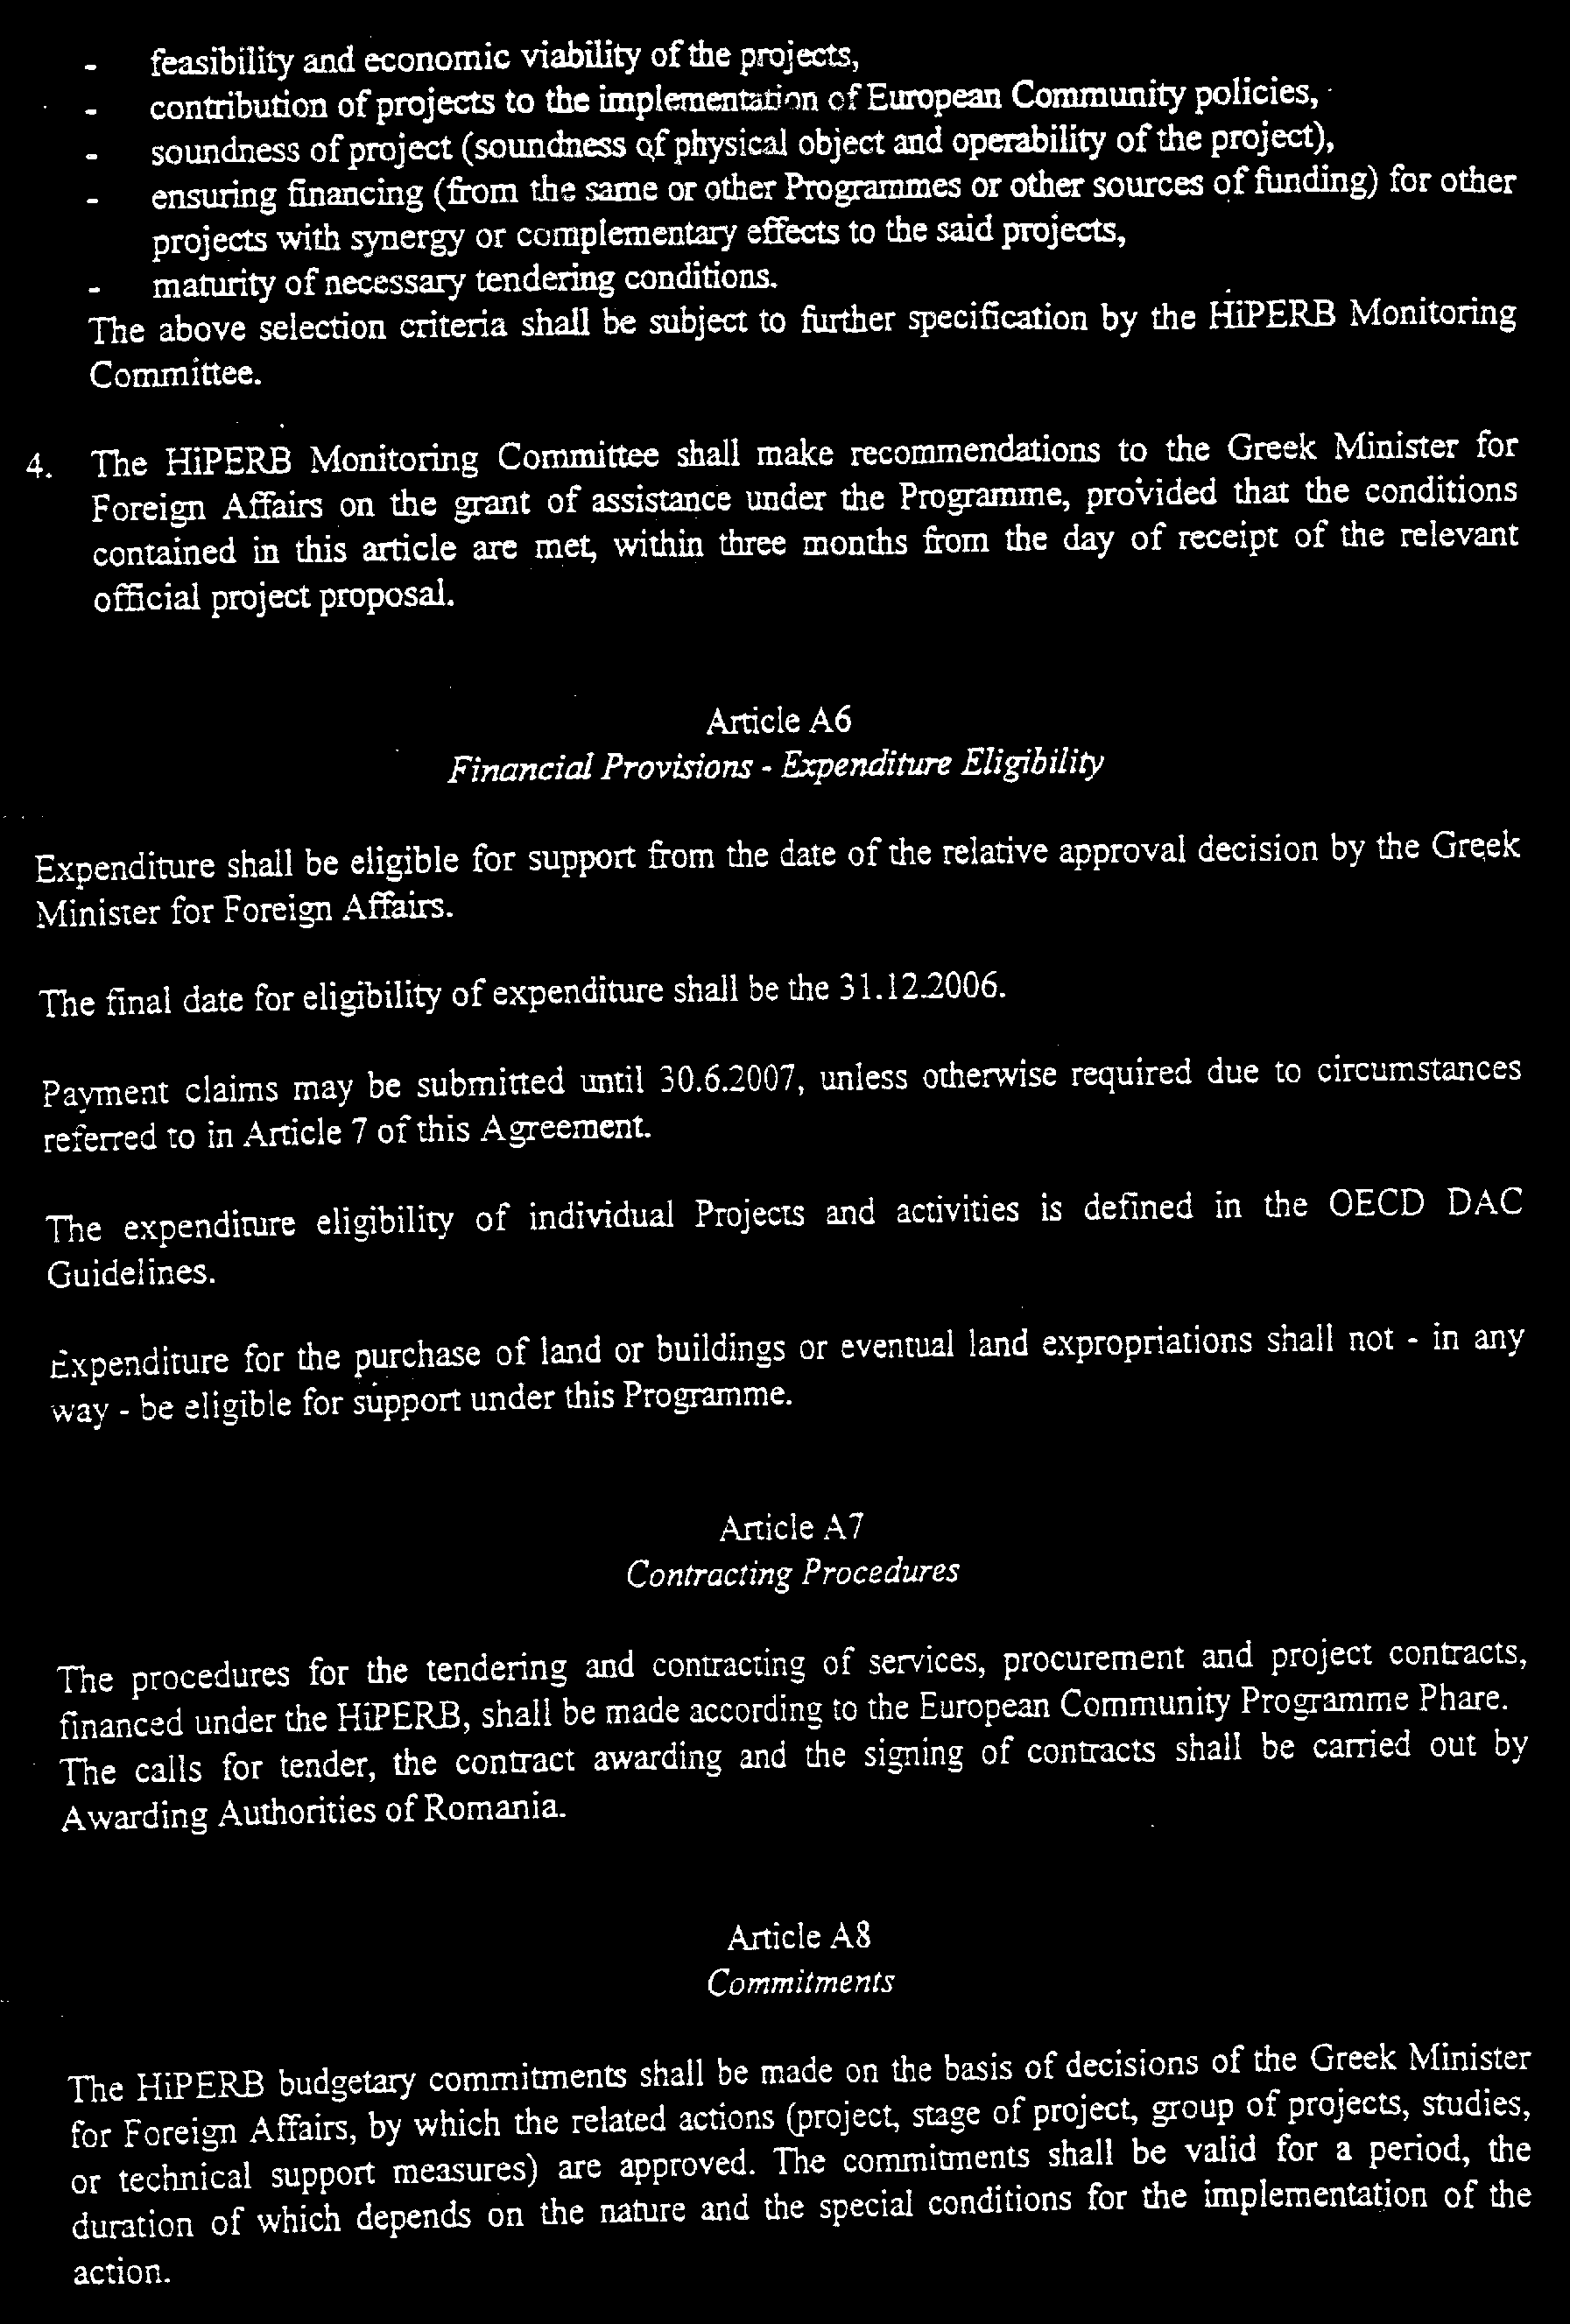 - feasibility and economic viability of the projects,
- contribution of projects to the implementation of European Community policies,
- soundness of project (soundness of physical object and operability of the project),
- ensuring financing (from the same or other Programmes or other sources of funding) for other
projects with synergy or complementary effects to the said projects,
- maturity of necessary tendering conditions.
The above selection criteria shall be subject to further specification by the HiPERB Monitoring
Committee.
4. The HiPERB Monitoring Committee shall make recommendations to the Greek Minister for
Foreign Affairs on the grant of assistance under the Programme, provided that the conditions
contained in this article are met, within three months from the day of receipt of the relevant
official project proposal.
Article A6
Financial Provisions - Expenditure Eligibility
Expenditure shall be eligible for support from the date of the relative approval decision by the Greek
Minister for Foreign Affairs.
The final date for eligibility of expenditure shall be the 31.12.2006.
Payment claims may be submitted until 30.6.2007, unless otherwise required due to circumstances
referred to in Article 7 of this Agreement.
The expenditure eligibility of individual Projects and activities is defined in the OECD DAC
Guidelines.
Expenditure for the purchase of land or buildings or eventual land expropriations shall not - in any
way - be eligible for support under this Programme.
Article A7
Contracting Procedures
The procedures for the tendering and contracting of services, procurement and project contracts,
financed under the HiPERB, shall be made according to the European Community Programme Phare.
The calls for tender, the contract awarding and the signing of contracts shall be carried out by
Awarding Authorities of Romania.
Article A8
Commitments
The HiPERB budgetary commitments shall be made on the basis of decisions of the Greek Minister
for Foreign Affairs, by which the related actions (project, stage of project, group of projects, studies,
or technical support measures) are approved. The commitments shall be valid for a period, the
duration of which depends on the nature and the special conditions for the implementation of the
action.